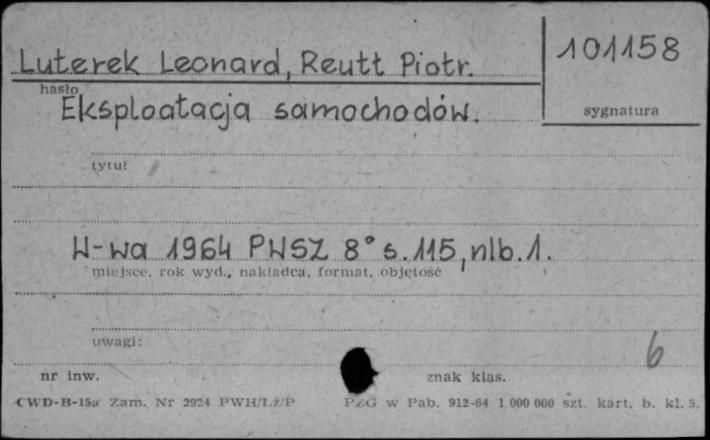 Luterek Leonard, Reutt Piotr.
101158
hasło
sygnatura
Eksploatacja samochodów.
tytuł
W-wa 1964 PWSZ 8° s. 115, nlb. 1.
miejsce, rok wyd., nakładca, format, objętość
uwagi:
6
nr inw.
znak klas.
CWD-B-15a Zam. Nr 2924 PWH/LZ/P PZG w Pab. 912-64 1 000 000 szt. kart. b. kl. 5.